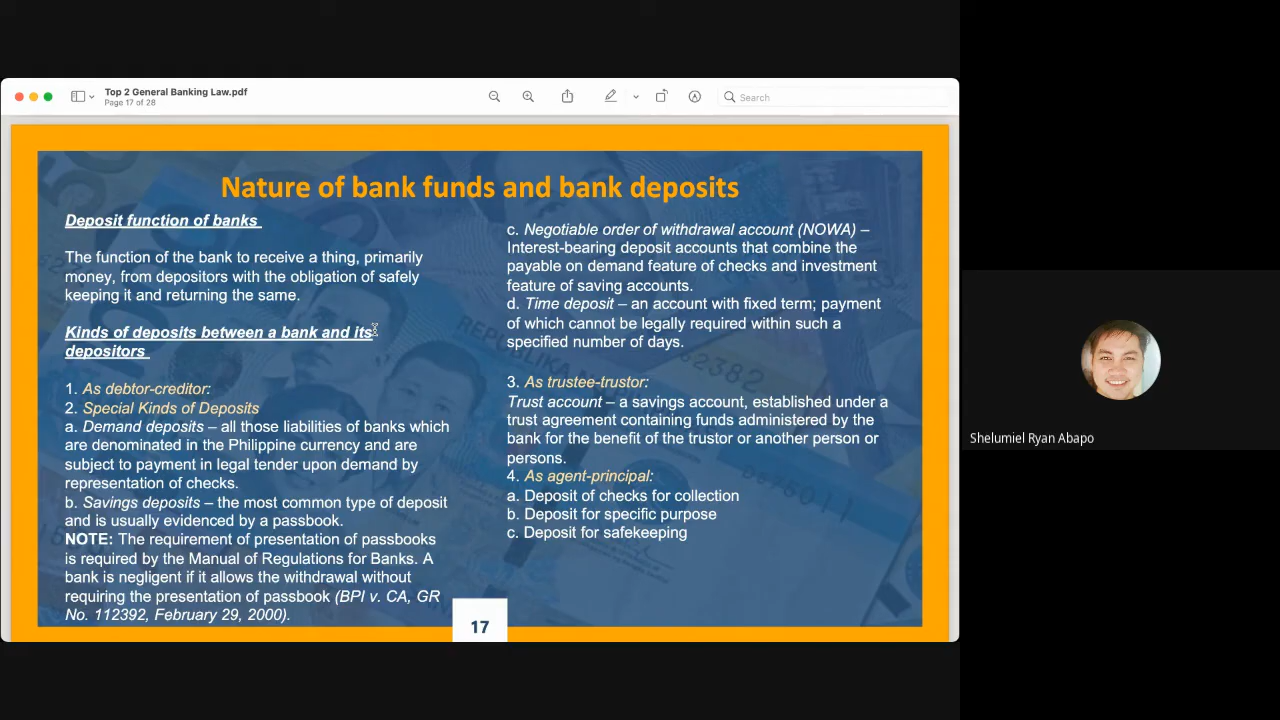 Top 2 General Banking Law.pdf
Page 17 of 28
Search
Nature of bank funds and bank deposits
Deposit function of banks
The function of the bank to receive a thing, primarily
money, from depositors with the obligation of safely
keeping it and returning the same.
Kinds of deposits between a bank and its
depositors
1. As debtor-creditor:
2. Special Kinds of Deposits
a. Demand deposits – all those liabilities of banks which
are denominated in the Philippine currency and are
subject to payment in legal tender upon demand by
representation of checks.
b. Savings deposits – the most common type of deposit
and is usually evidenced by a passbook.
NOTE: The requirement of presentation of passbooks
is required by the Manual of Regulations for Banks. A
bank is negligent if it allows the withdrawal without
requiring the presentation of passbook (BPI v. CA, GR
No. 112392, February 29, 2000).
c. Negotiable order of withdrawal account (NOWA) –
Interest-bearing deposit accounts that combine the
payable on demand feature of checks and investment
feature of saving accounts.
d. Time deposit – an account with fixed term; payment
of which cannot be legally required within such a
specified number of days.
3. As trustee-trustor:
Trust account – a savings account, established under a
trust agreement containing funds administered by the
bank for the benefit of the trustor or another person or
persons.
4. As agent-principal:
a. Deposit of checks for collection
b. Deposit for specific purpose
c. Deposit for safekeeping
17
Shelumiel Ryan Abapo